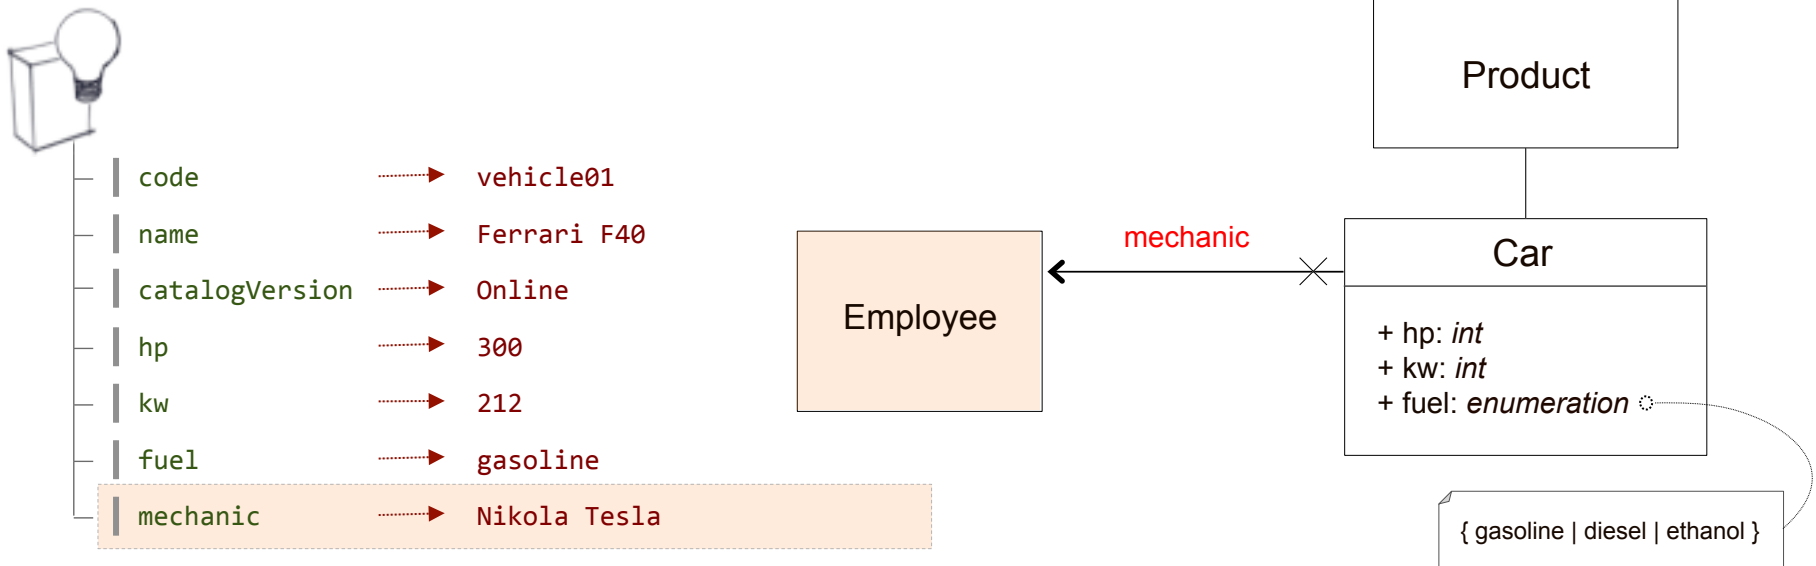 code vehicle01
name Ferrari F40
catalogVersion Online
hp 300
kw 212
fuel gasoline
mechanic Nikola Tesla
Employee
mechanic
Product
Car
+ hp: int
+ kw: int
+ fuel: enumeration
{ gasoline | diesel | ethanol }